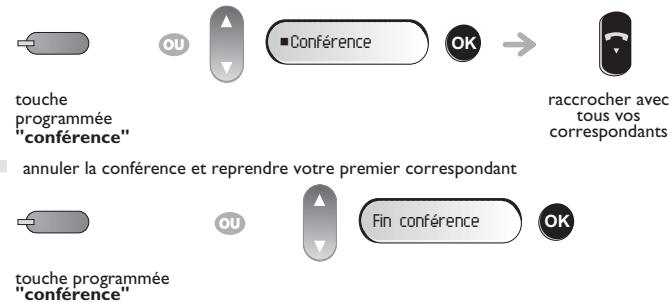 OU
■Conférence
OK
touche
programmée
"conférence"
raccrocher avec
tous vos
correspondants
annuler la conférence et reprendre votre premier correspondant
OU
Fin conférence
OK
touche programmée
"conférence"